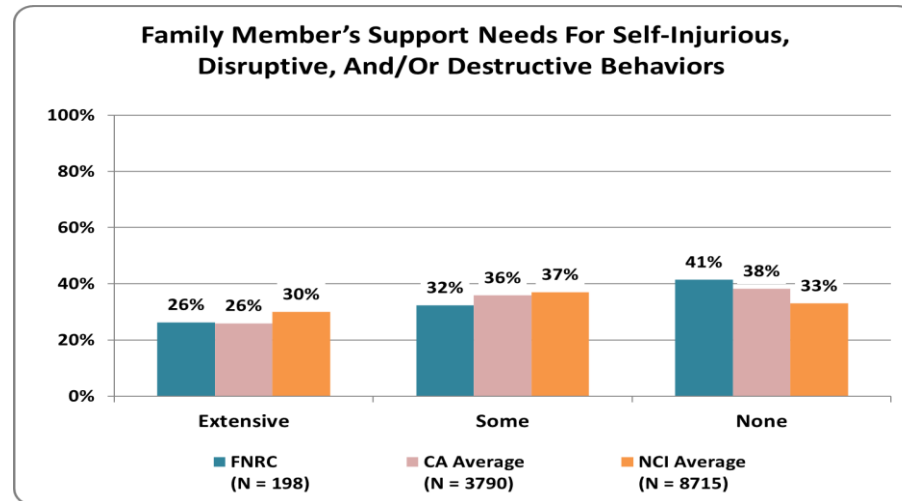 Family Member's Support Needs For Self-Injurious,
Disruptive, And/Or Destructive Behaviors
100%
80%
60%
40%
20%
0%
26% 26% 30%
32% 36% 37%
41% 38% 33%
Extensive Some None
FNRC CA Average NCI Average
(N = 198) (N = 3790) (N = 8715)